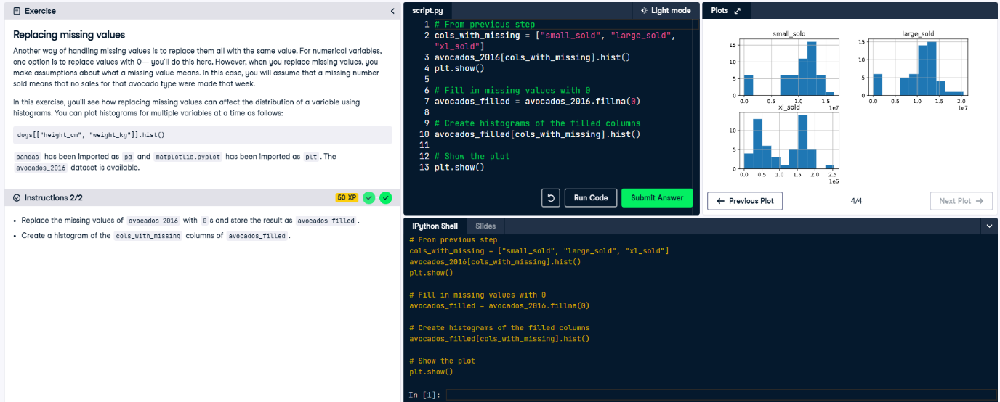 Exercise
Replacing missing values
Another way of handling missing values is to replace them all with the same value. For numerical variables,
one option is to replace values with 0— you'll do this here. However, when you replace missing values, you
make assumptions about what a missing value means. In this case, you will assume that a missing number
sold means that no sales for that avocado type were made that week.
In this exercise, you'll see how replacing missing values can affect the distribution of a variable using
histograms. You can plot histograms for multiple variables at a time as follows:
dogs[["height_cm", "weight_kg"]].hist()
pandas has been imported as pd and matplotlib.pyplot has been imported as plt. The
avocados_2016 dataset is available.
Instructions 2/2
50 XP
• Replace the missing values of avocados_2016 with 0 s and store the result as avocados_filled.
• Create a histogram of the cols_with_missing columns of avocados_filled.
script.py
Light mode
1 # From previous step
2 cols_with_missing = ["small_sold", "large_sold",
"xl_sold"]
3 avocados_2016[cols_with_missing].hist()
4 plt.show()
5
6 # Fill in missing values with 0
7 avocados_filled = avocados_2016.fillna(0)
8
9 # Create histograms of the filled columns
10 avocados_filled[cols_with_missing].hist()
11
12 # Show the plot
13 plt.show()
Run Code
Submit Answer
Plots
small_sold
15
10
5
0
0.0 0.5 1.0 1.5
1e7
large_sold
15
10
5
0
0.0 0.5 1.0 1.5 2.0
1e7
xl_sold
10
5
0
0.0 0.5 1.0 1.5 2.0 2.5
1e6
← Previous Plot
4/4
Next Plot →
IPython Shell
Slides
# From previous step
cols_with_missing = ["small_sold", "large_sold", "xl_sold"]
avocados_2016[cols_with_missing].hist()
plt.show()
# Fill in missing values with 0
avocados_filled = avocados_2016.fillna(0)
# Create histograms of the filled columns
avocados_filled[cols_with_missing].hist()
# Show the plot
plt.show()
In [1]: